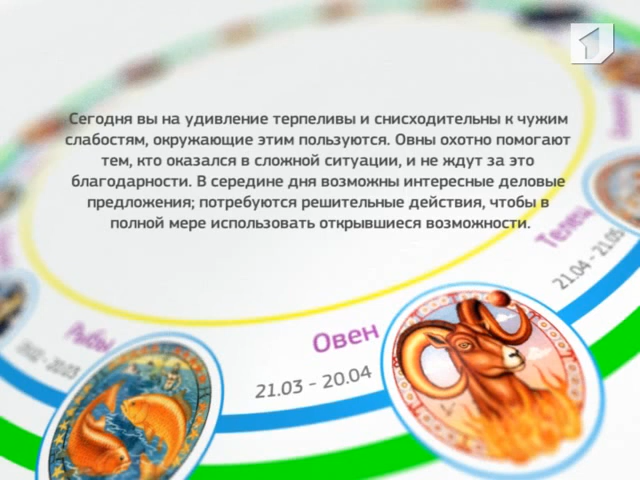 1
Сегодня вы на удивление терпеливы и снисходительны к чужим
слабостям, окружающие этим пользуются. Овны охотно помогают
тем, кто оказался в сложной ситуации, и не ждут за это
благодарности. В середине дня возможны интересные деловые
предложения; потребуются решительные действия, чтобы в
полной мере использовать открывшиеся возможности.
Телец
21.04 - 21.05
Овен
21.03 - 20.04
Рыбы